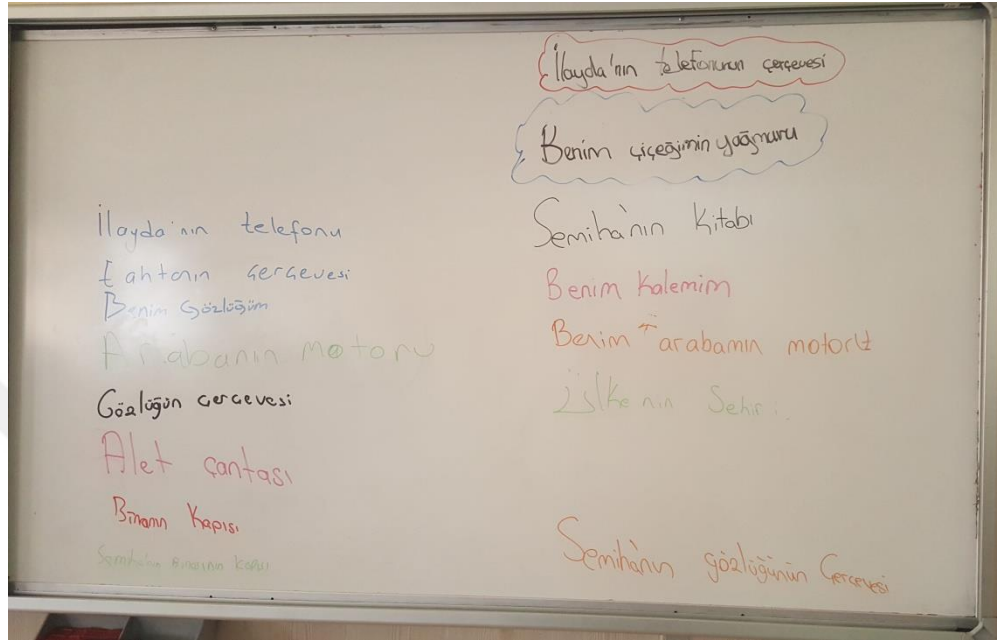 İlayda'nın telefonu
tahtanın çerçevesi
Benim Gözlüğüm
Arabanın motoru
Gözlüğün çerçevesi
Alet çantası
Binanın Kapısı
İlayda'nın telefonunun çerçevesi
Benim çiçeğimin yağmuru
Semiha'nın Kitabı
Benim Kalemim
Benim arabamın motoru
Semiha'nın gözlüğünün Çerçevesi